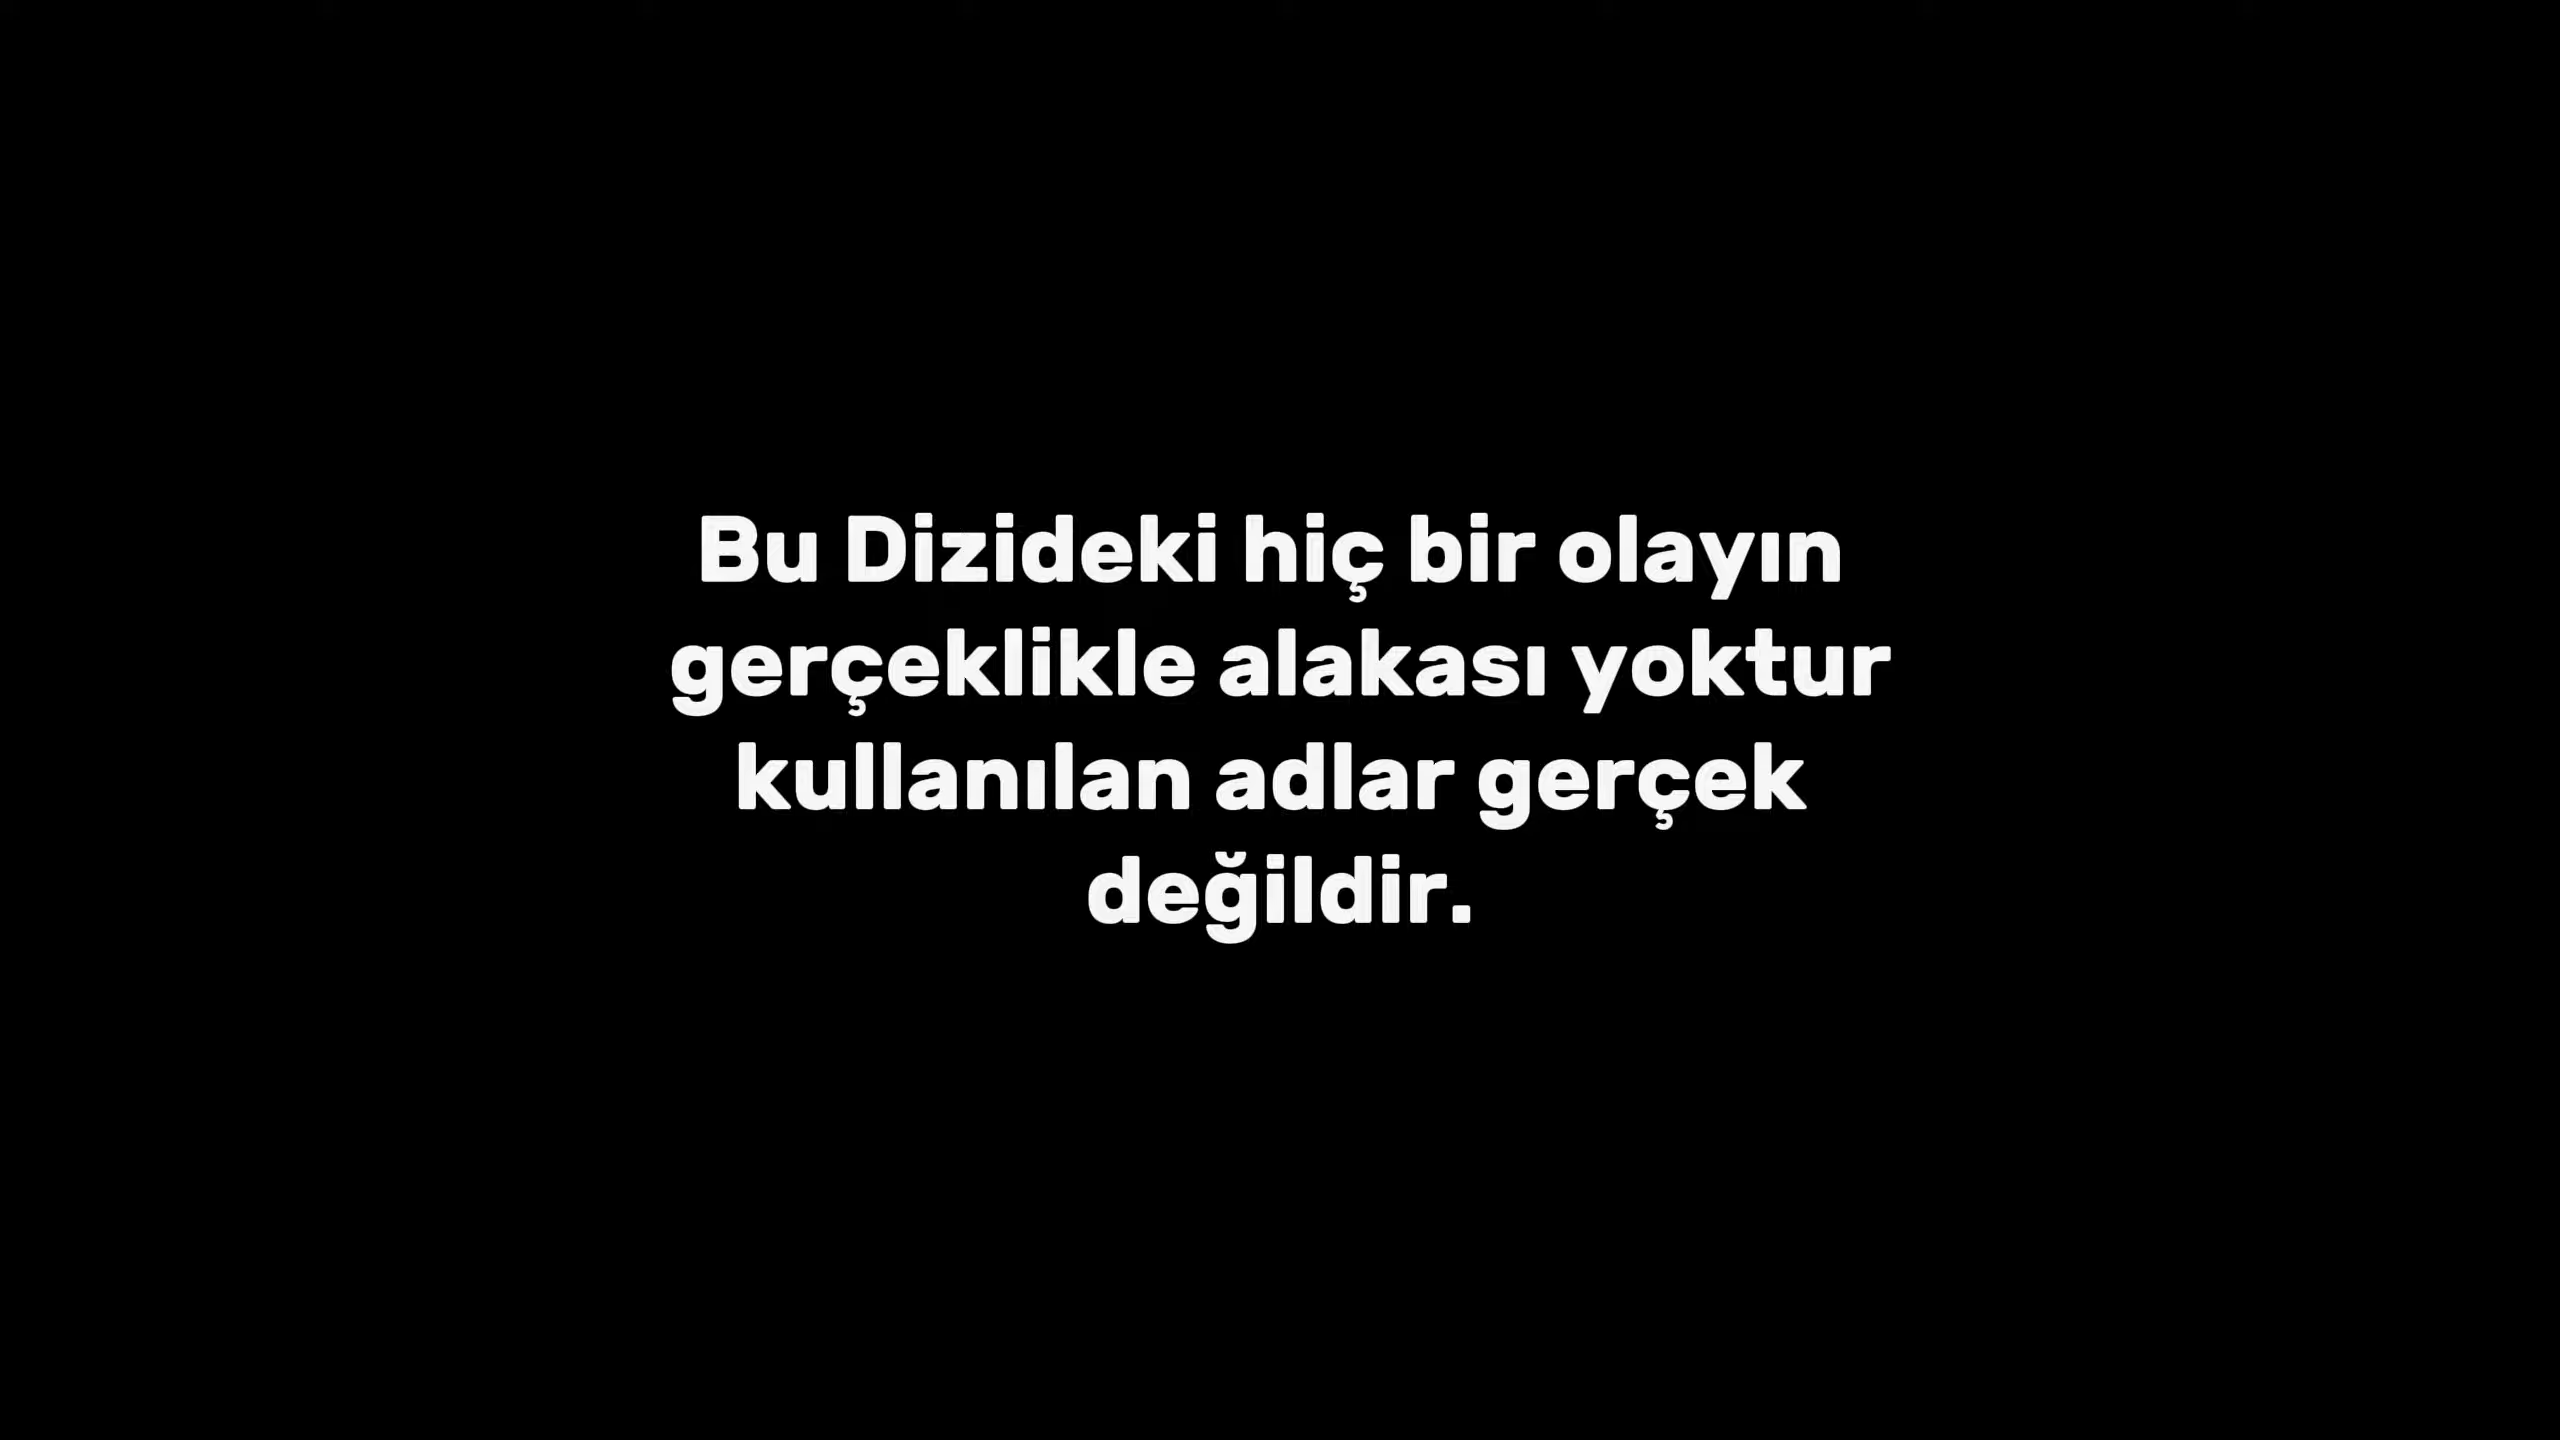 Bu Dizideki hiç bir olayın
gerçeklikle alakası yoktur
kullanılan adlar gerçek
değildir.